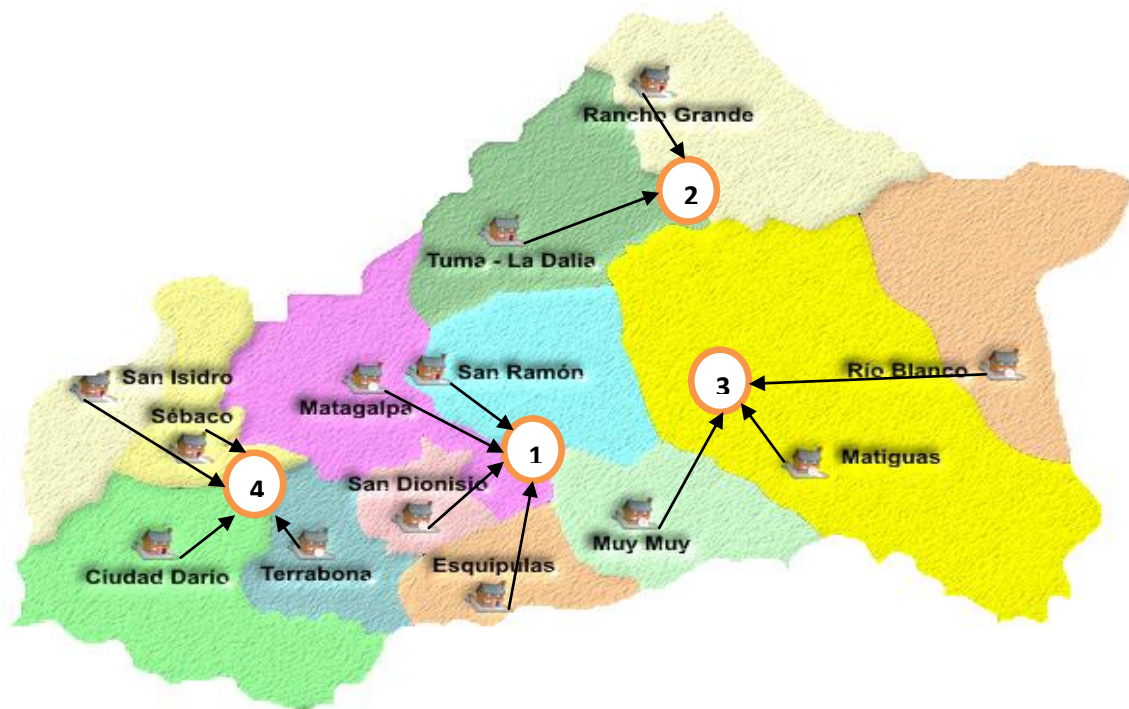 Rancho Grande
2
Tuma - La Dalia
San Isidro
San Ramón
3
Río Blanco
Matagalpa
Sébaco
1
Matiguas
4
San Dionisio
Muy Muy
Ciudad Dario
Terrabona
Esquipulas